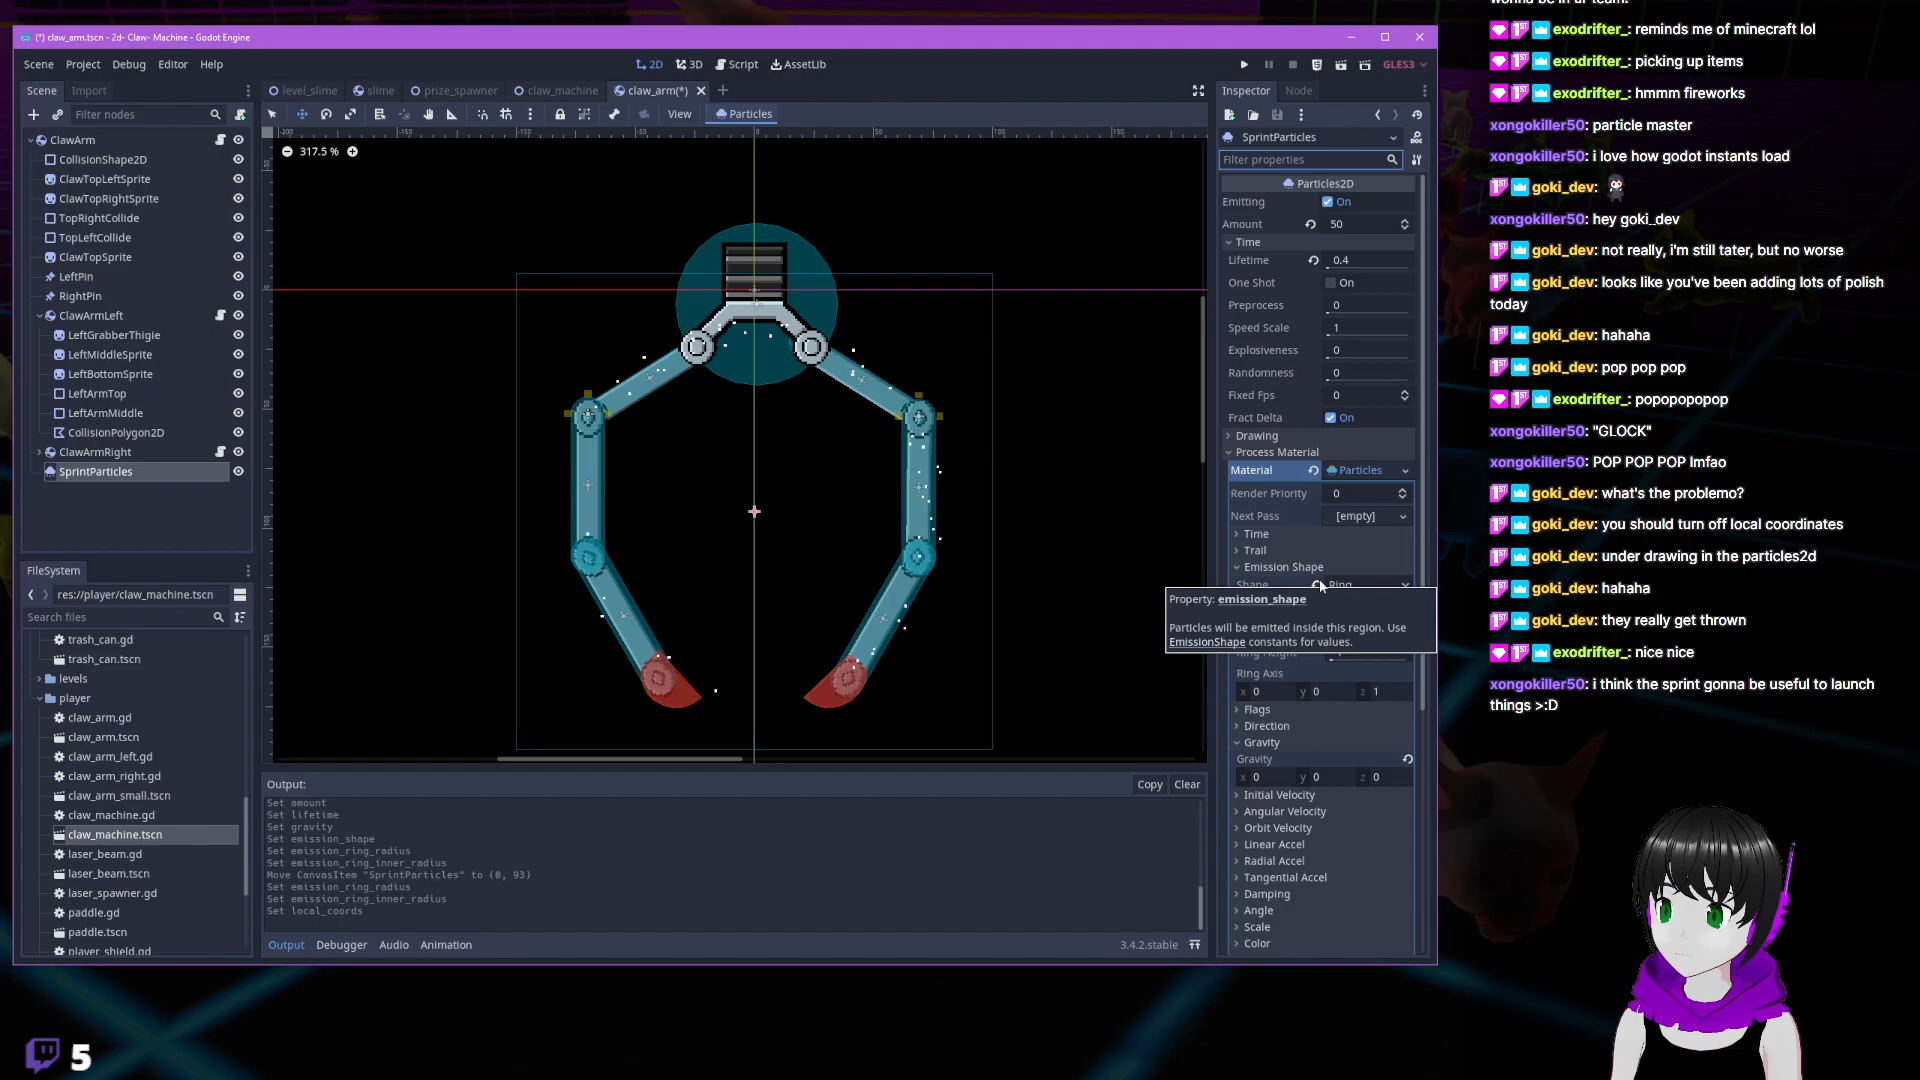 (*) claw_arm.tscn - 2d- Claw- Machine - Godot Engine
Scene Project Debug Editor Help
2D 3D Script AssetLib
GLES3
Scene Import
Filter nodes
ClawArm
CollisionShape2D
ClawTopLeftSprite
ClawTopRightSprite
TopRightCollide
TopLeftCollide
ClawTopSprite
LeftPin
RightPin
ClawArmLeft
LeftGrabberThigie
LeftMiddleSprite
LeftBottomSprite
LeftArmTop
LeftArmMiddle
CollisionPolygon2D
ClawArmRight
SprintParticles
FileSystem
res://player/claw_machine.tscn
Search files
trash_can.gd
trash_can.tscn
levels
player
claw_arm.gd
claw_arm.tscn
claw_arm_left.gd
claw_arm_right.gd
claw_arm_small.tscn
claw_machine.gd
claw_machine.tscn
laser_beam.gd
laser_beam.tscn
laser_spawner.gd
paddle.gd
paddle.tscn
player_shield.gd
level_slime slime prize_spawner claw_machine claw_arm(*)
View Particles
-200 -150 -100 -50 0 50 100 150
317.5 %
Output:
Copy Clear
Set amount
Set lifetime
Set gravity
Set emission_shape
Set emission_ring_radius
Set emission_ring_inner_radius
Move CanvasItem "SprintParticles" to (0, 93)
Set emission_ring_radius
Set emission_ring_inner_radius
Set local_coords
Output Debugger Audio Animation
3.4.2.stable
Inspector Node
SprintParticles
Filter properties
Particles2D
Emitting On
Amount 50
Time
Lifetime 0.4
One Shot On
Preprocess 0
Speed Scale 1
Explosiveness 0
Randomness 0
Fixed Fps 0
Fract Delta On
Drawing
Process Material
Material Particles
Render Priority 0
Next Pass [empty]
Time
Trail
Emission Shape
Shape Ring
Property: emission_shape
Particles will be emitted inside this region. Use
EmissionShape constants for values.
Ring Height
Ring Axis
x 0 y 0 z 1
Flags
Direction
Gravity
Gravity
x 0 y 0 z 0
Initial Velocity
Angular Velocity
Orbit Velocity
Linear Accel
Radial Accel
Tangential Accel
Damping
Angle
Scale
Color
exodrifter_: reminds me of minecraft lol
exodrifter_: picking up items
exodrifter_: hmmm fireworks
xongokiller50: particle master
xongokiller50: i love how godot instants load
goki_dev:
xongokiller50: hey goki_dev
goki_dev: not really, i'm still tater, but no worse
goki_dev: looks like you've been adding lots of polish
today
goki_dev: hahaha
goki_dev: pop pop pop
exodrifter_: popopopopop
xongokiller50: "GLOCK"
xongokiller50: POP POP POP lmfao
goki_dev: what's the problemo?
goki_dev: you should turn off local coordinates
goki_dev: under drawing in the particles2d
goki_dev: hahaha
goki_dev: they really get thrown
exodrifter_: nice nice
xongokiller50: i think the sprint gonna be useful to launch
things >:D
5